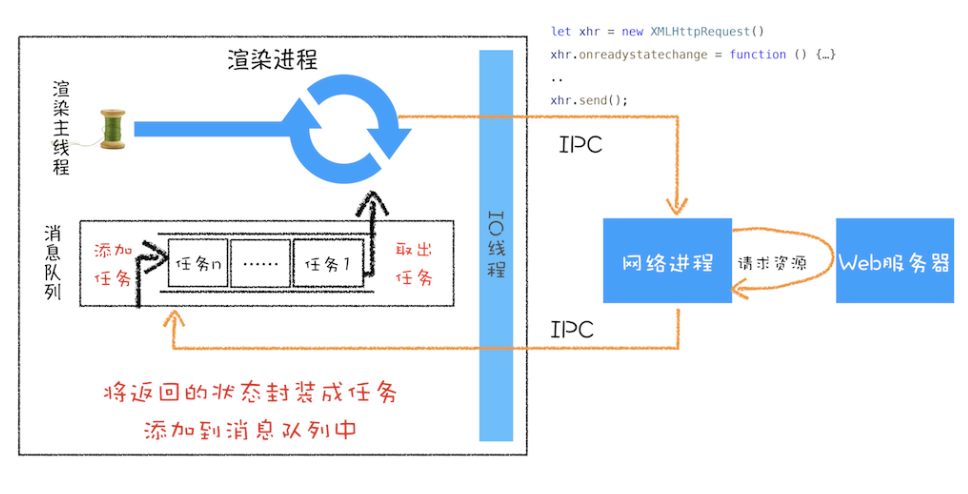 let xhr = new XMLHttpRequest()
xhr.onreadystatechange = function () {…}
..
xhr.send();
渲染进程
渲染主线程
IPC
消息队列
添加
任务
任务n
……
任务1
取出
任务
IO线程
网络进程
请求资源
Web服务器
IPC
将返回的状态封装成任务
添加到消息队列中